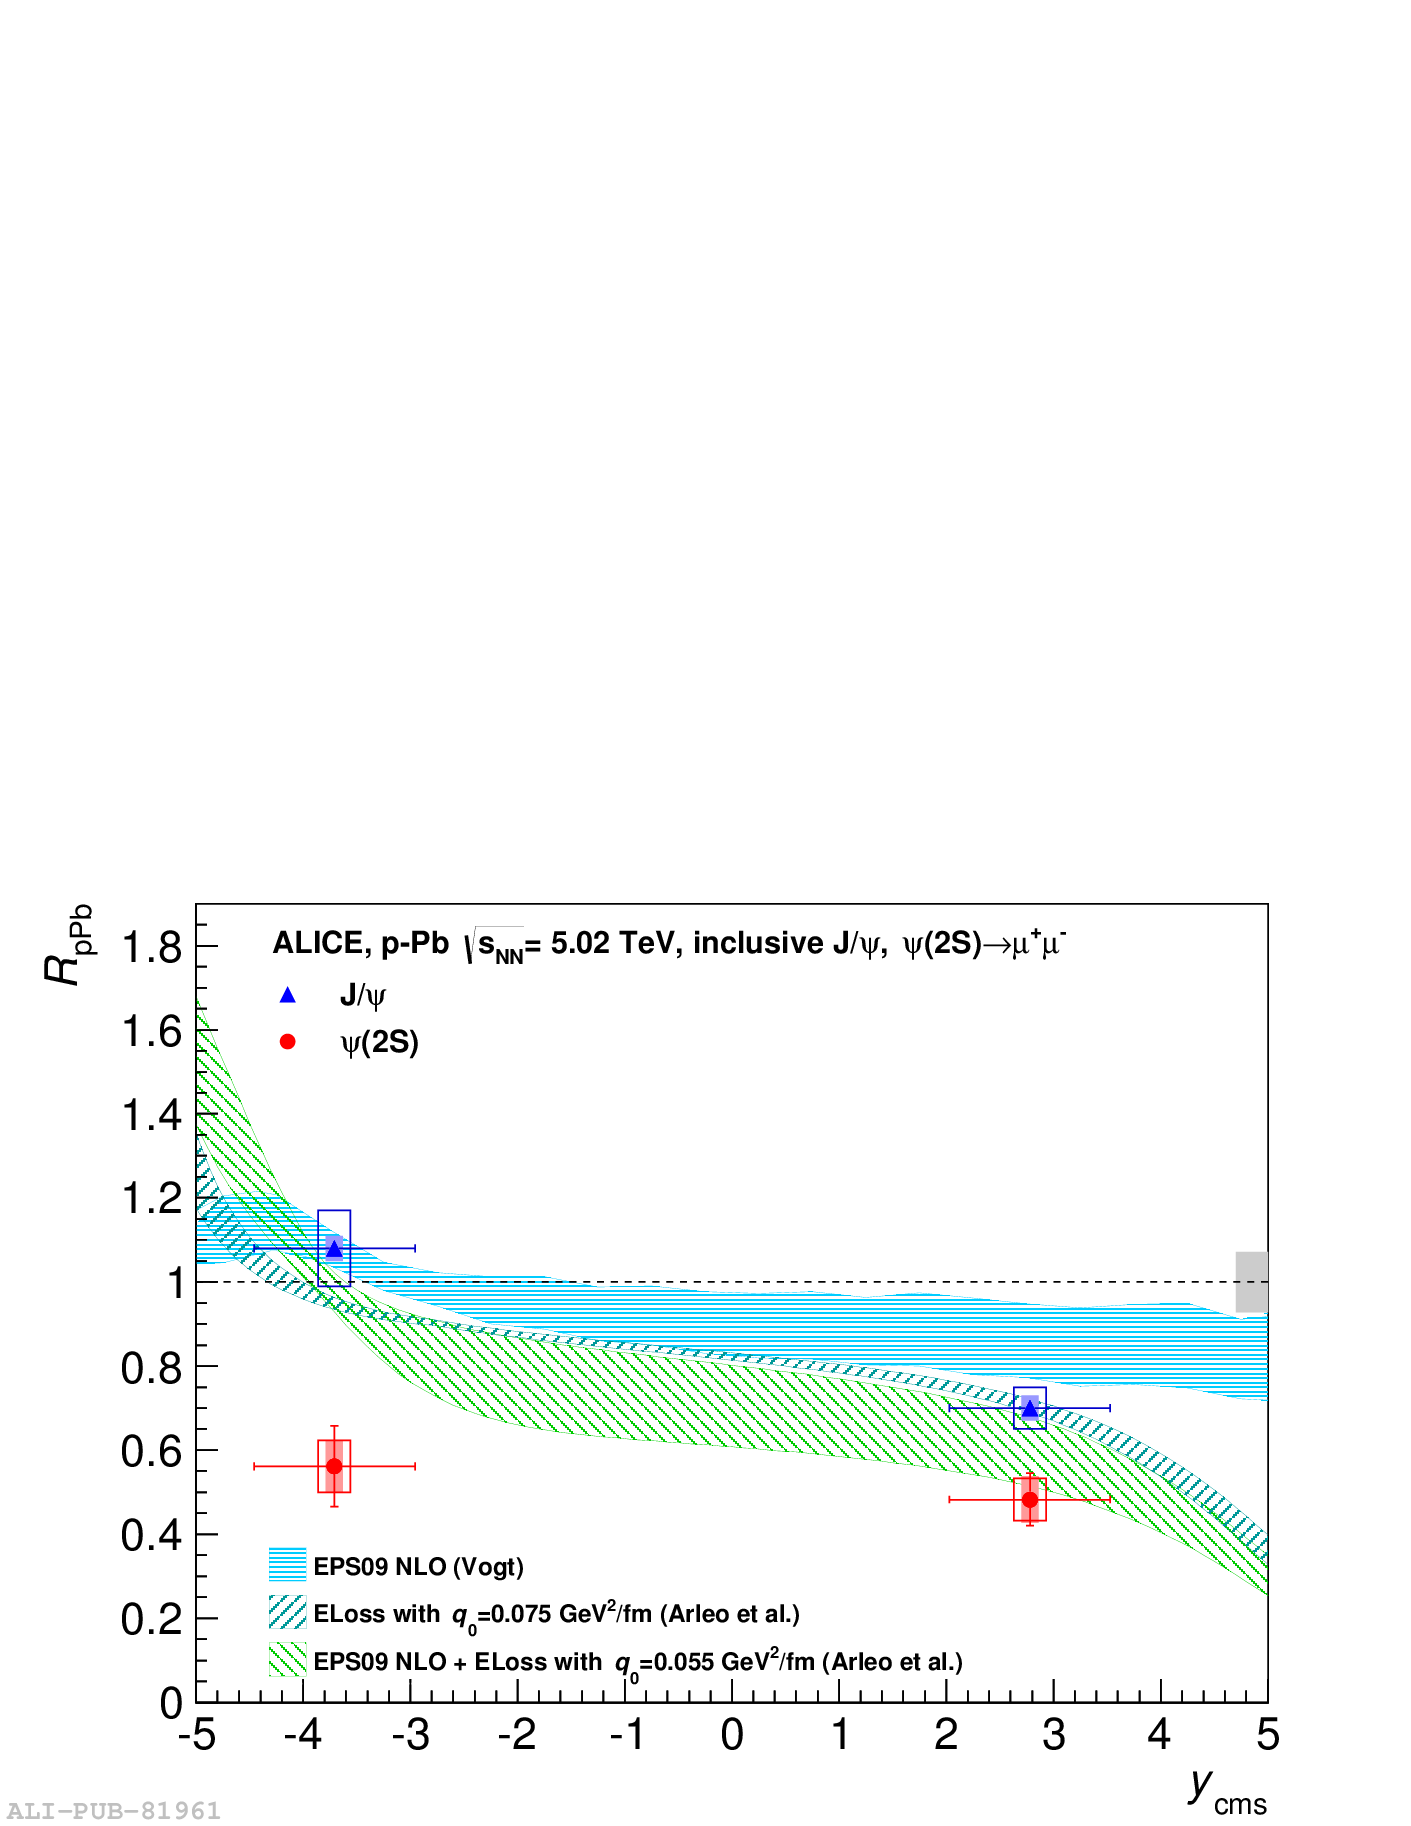 R_pPb
ALICE, p-Pb √s_NN = 5.02 TeV, inclusive J/ψ, ψ(2S)→μ⁺μ⁻
J/ψ
ψ(2S)
1.8
1.6
1.4
1.2
1
0.8
0.6
0.4
0.2
0
EPS09 NLO (Vogt)
ELoss with q₀=0.075 GeV²/fm (Arleo et al.)
EPS09 NLO + ELoss with q₀=0.055 GeV²/fm (Arleo et al.)
-5 -4 -3 -2 -1 0 1 2 3 4 5
y_cms
ALI-PUB-81961